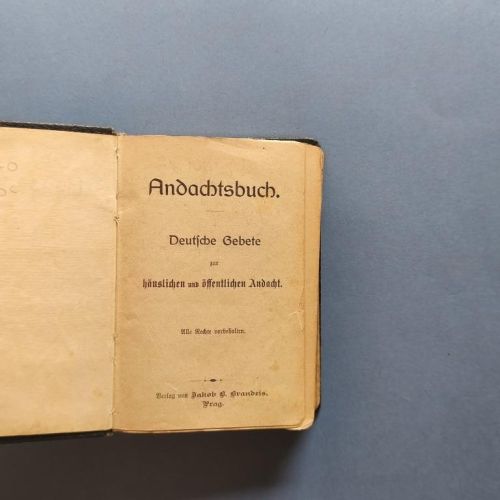 Andachtsbuch.
Deutsche Gebete
zur
häuslichen und öffentlichen Andacht.
Alle Rechte vorbehalten.
Verlag von Jakob B. Brandeis,
Prag.